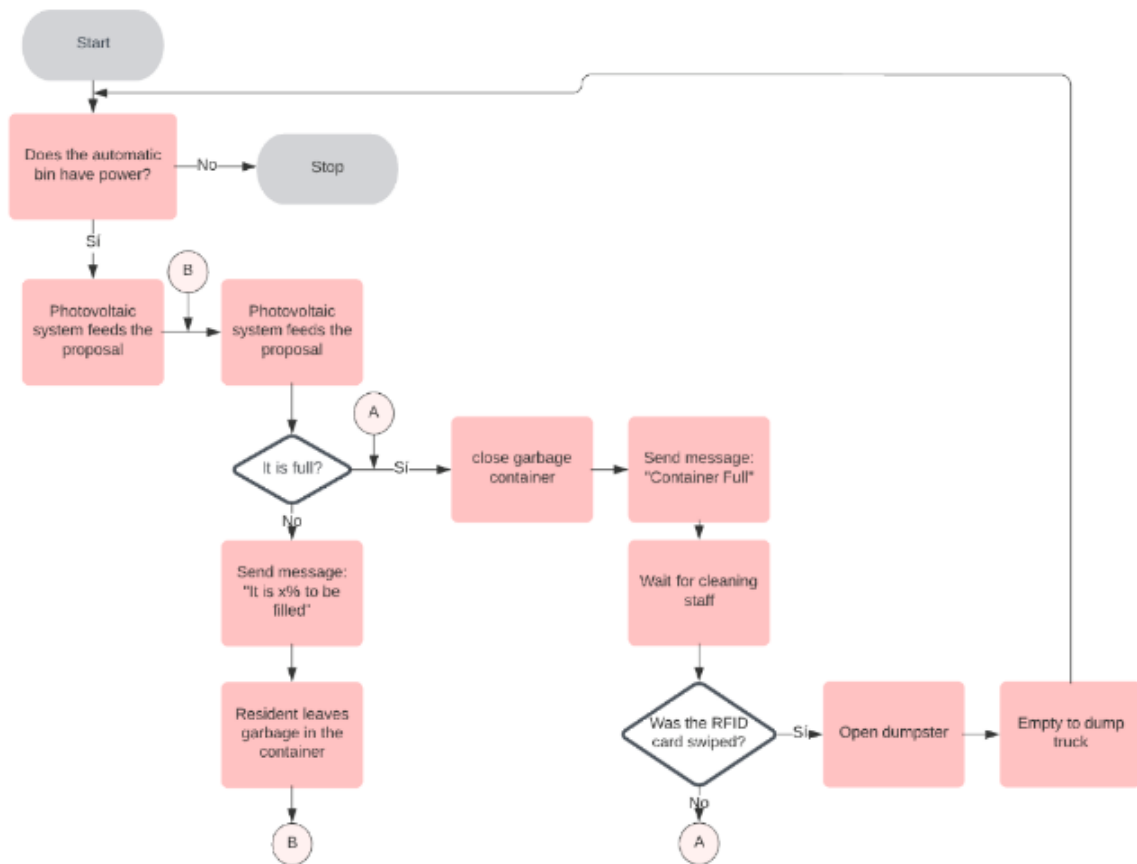 Start
Does the automatic
bin have power?
No
Stop
Sí
B
Photovoltaic
system feeds the
proposal
Photovoltaic
system feeds the
proposal
A
It is full?
Sí
close garbage
container
Send message:
"Container Full"
No
Send message:
"It is x% to be
filled"
Wait for cleaning
staff
Resident leaves
garbage in the
container
Was the RFID
card swiped?
Sí
Open dumpster
Empty to dump
truck
No
B
A